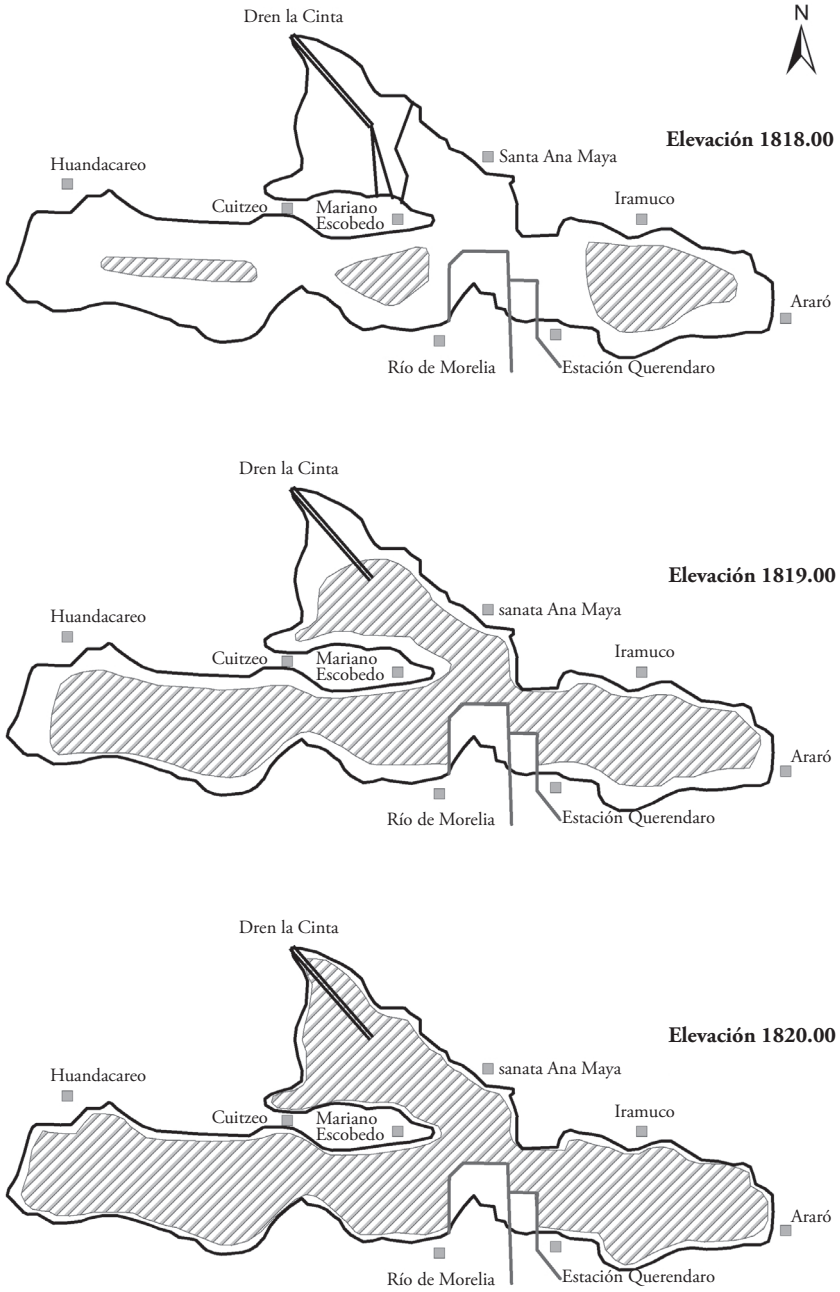 Dren la Cinta
N
Elevación 1818.00
Huandacareo
Santa Ana Maya
Cuitzeo
Mariano
Escobedo
Iramuco
Araró
Río de Morelia
Estación Querendaro
Dren la Cinta
Elevación 1819.00
Huandacareo
sanata Ana Maya
Cuitzeo
Mariano
Escobedo
Iramuco
Araró
Río de Morelia
Estación Querendaro
Dren la Cinta
Elevación 1820.00
Huandacareo
sanata Ana Maya
Cuitzeo
Mariano
Escobedo
Iramuco
Araró
Río de Morelia
Estación Querendaro